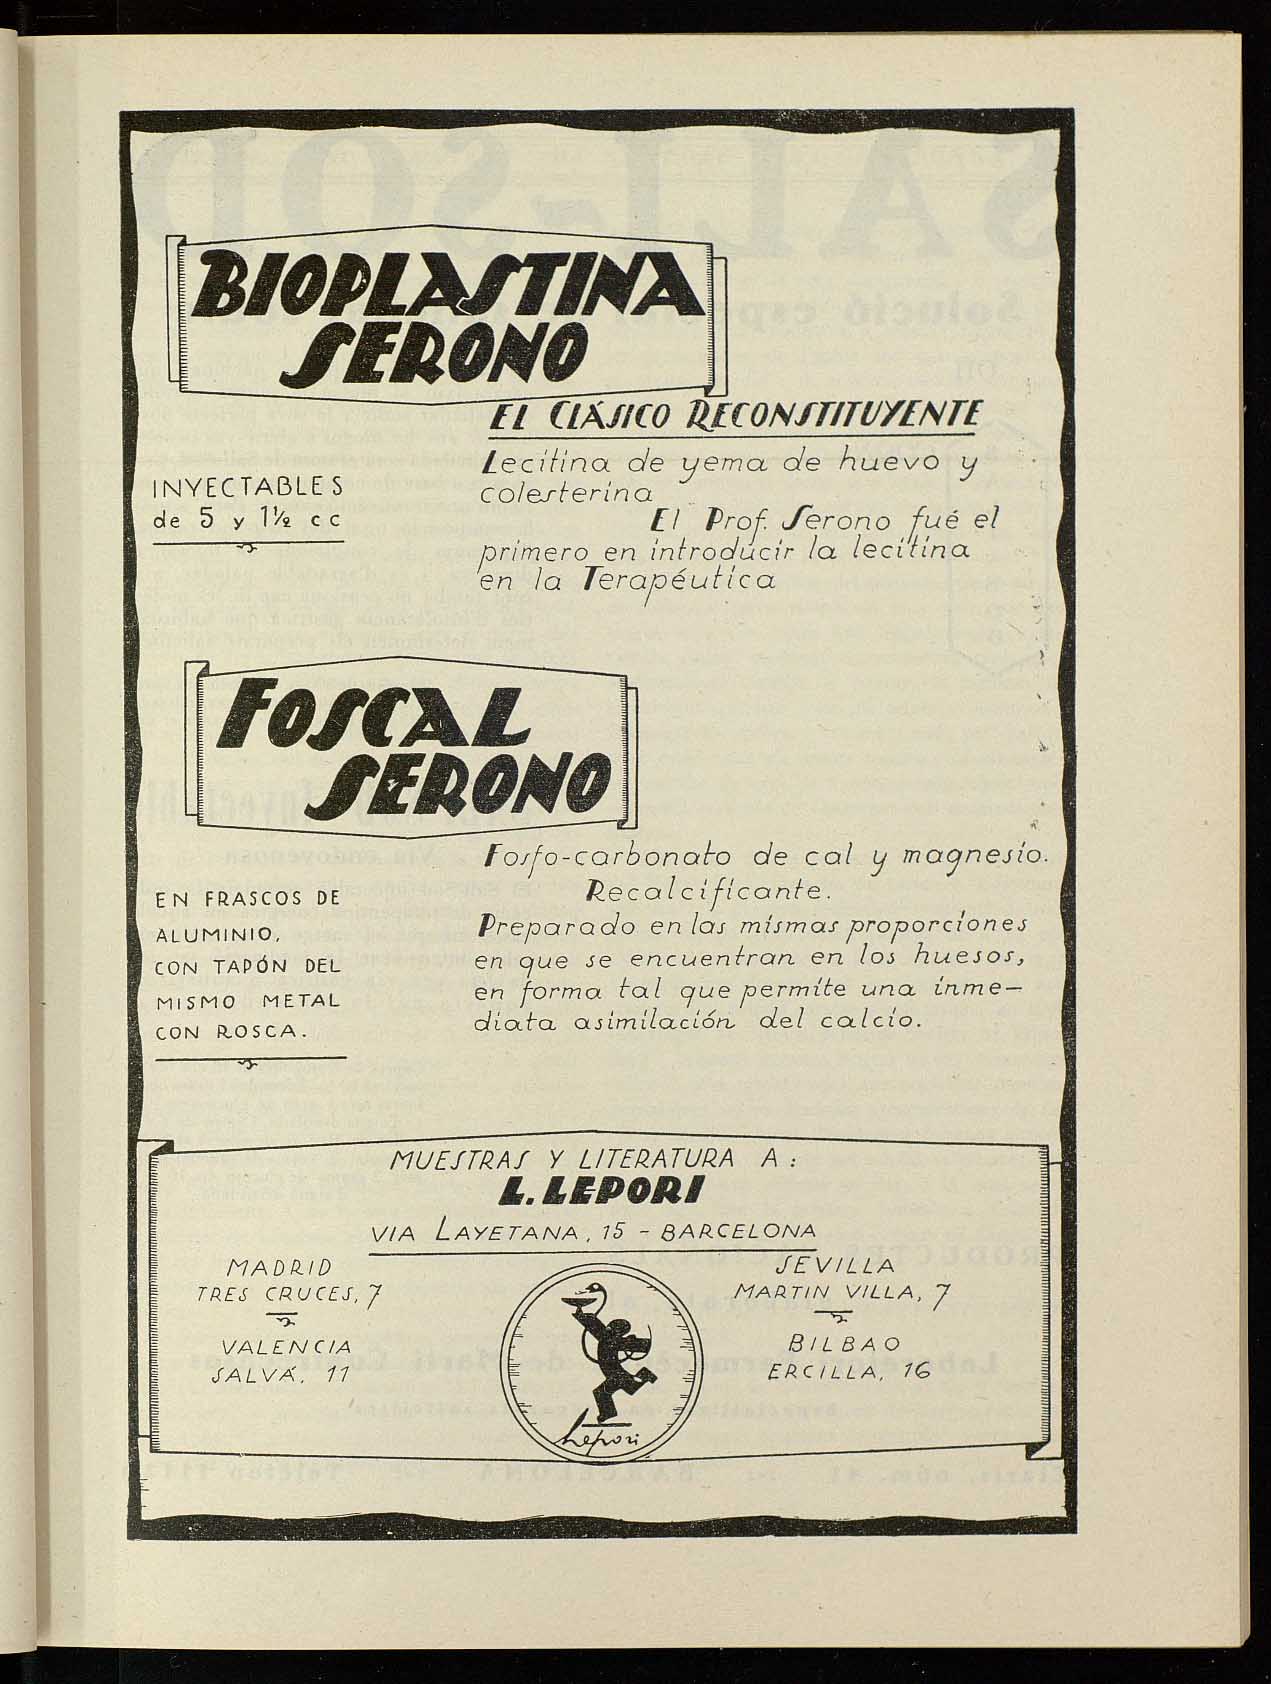 BIOPLASTINA
SERONO
EL CLÁSICO RECONSTITUYENTE
INYECTABLES
de 5 y 1½ cc
Lecitina de yema de huevo y
colesterina
El Prof. Serono fué el
primero en introducir la lecitina
en la Terapéutica
FOSCAL
SERONO
EN FRASCOS DE
ALUMINIO,
CON TAPÓN DEL
MISMO METAL
CON ROSCA.
Fosfo-carbonato de cal y magnesio.
Recalcificante.
Preparado en las mismas proporciones
en que se encuentran en los huesos,
en forma tal que permite una inme-
diata asimilación del calcio.
MUESTRAS Y LITERATURA A:
L. LEPORI
VIA LAYETANA, 15 - BARCELONA
MADRID
TRES CRUCES, 7
VALENCIA
SALVÁ, 11
SEVILLA
MARTIN VILLA, 7
BILBAO
ERCILLA, 16
Lepori